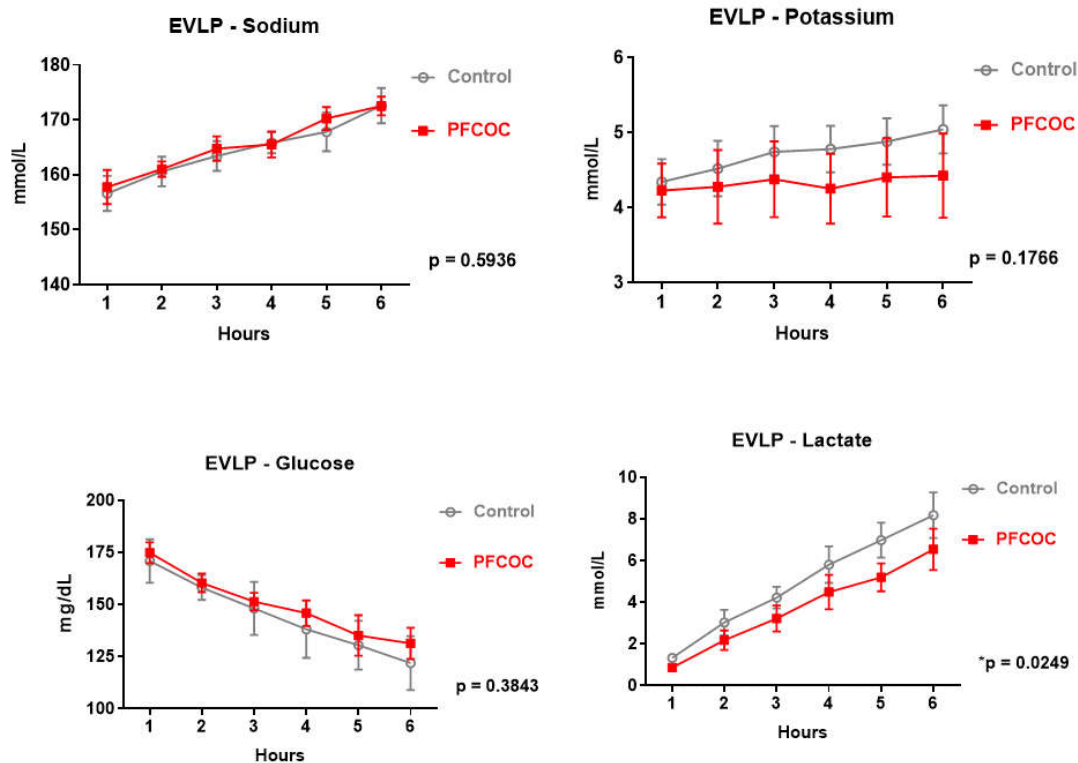 EVLP - Sodium
180
170
160
150
140
mmol/L
1 2 3 4 5 6
Hours
Control
PFCOC
p = 0.5936
EVLP - Potassium
6
5
4
3
mmol/L
1 2 3 4 5 6
Hours
Control
PFCOC
p = 0.1766
EVLP - Glucose
200
175
150
125
100
mg/dL
1 2 3 4 5 6
Hours
Control
PFCOC
p = 0.3843
EVLP - Lactate
10
8
6
4
2
0
mmol/L
1 2 3 4 5 6
Hours
Control
PFCOC
*p = 0.0249